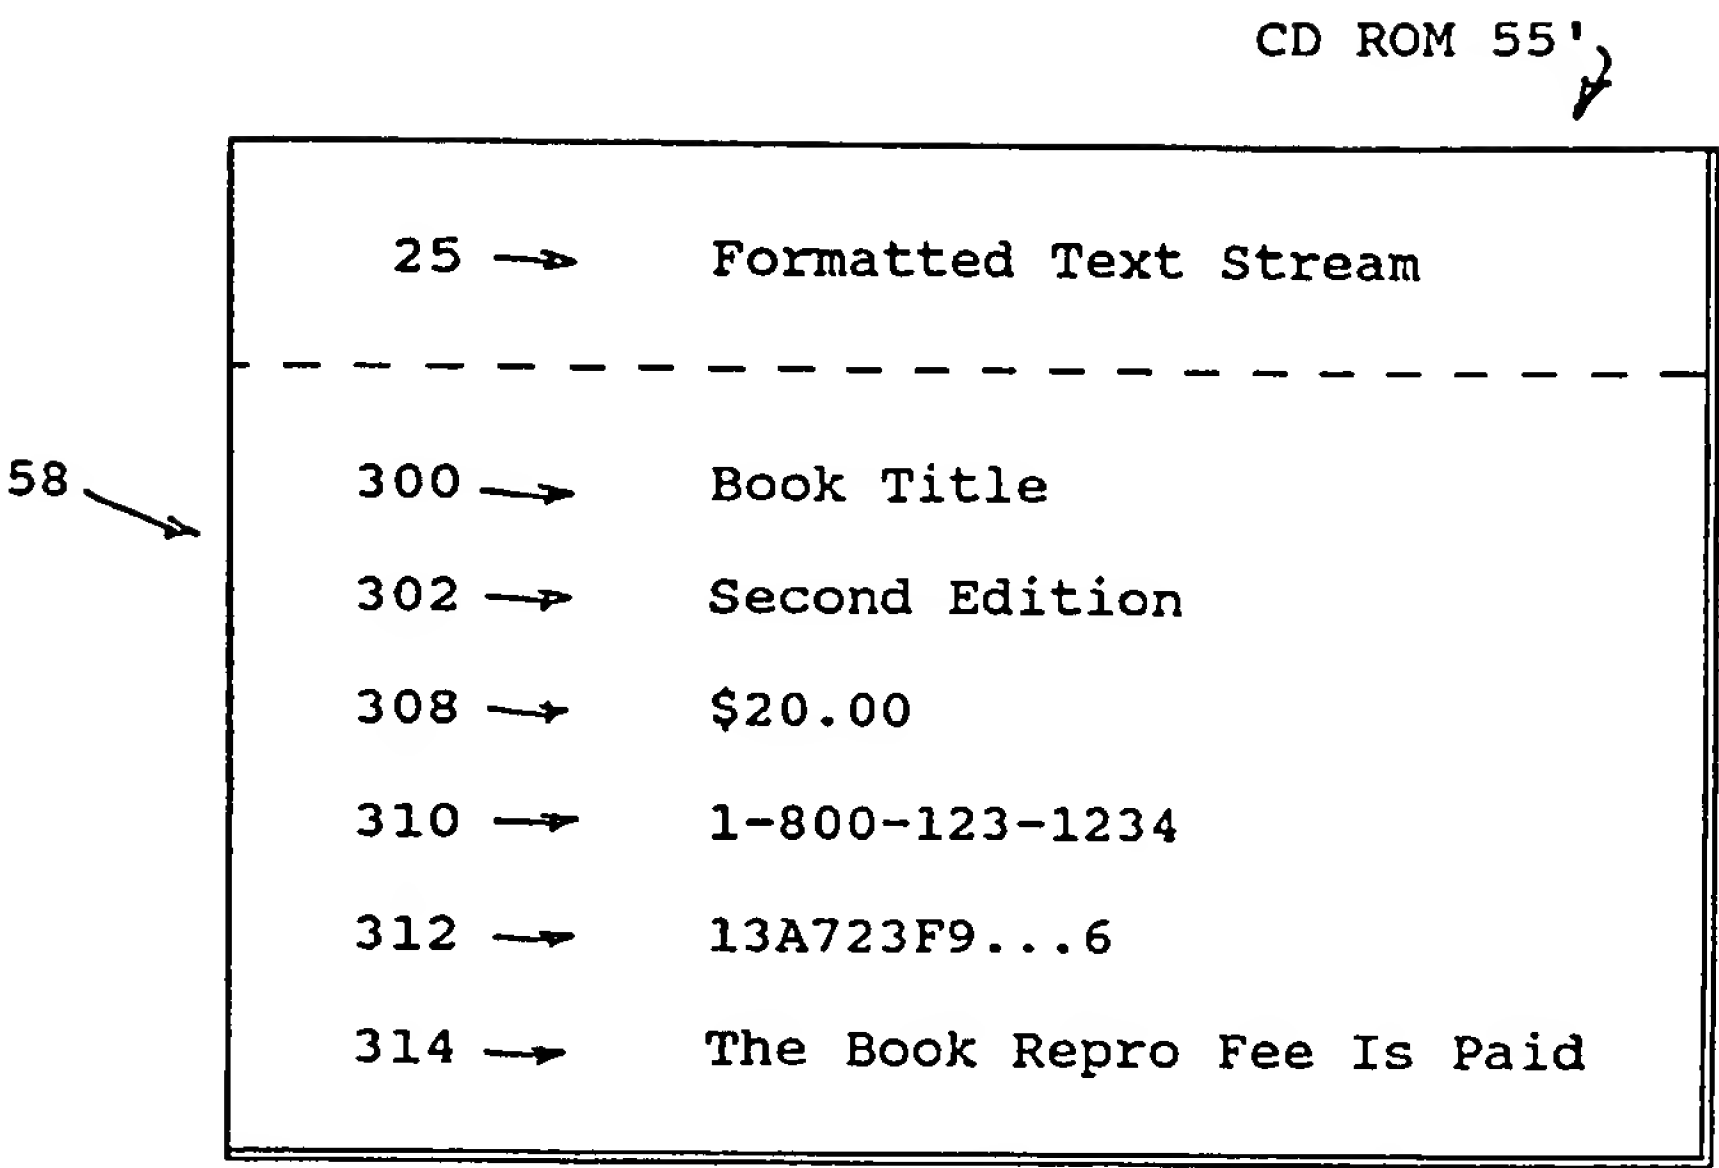 CD ROM 55'
25 Formatted Text Stream
58
300 Book Title
302 Second Edition
308 $20.00
310 1-800-123-1234
312 13A723F9...6
314 The Book Repro Fee Is Paid